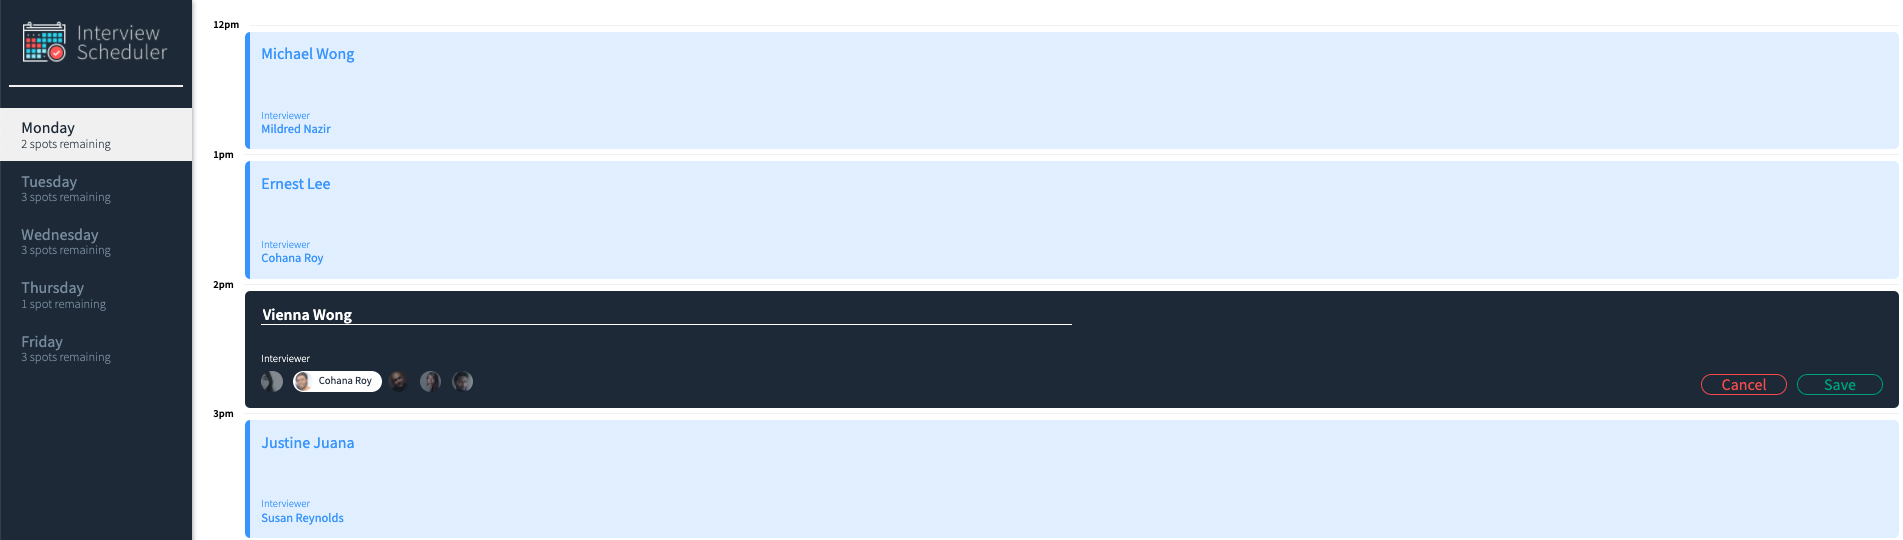 Interview
Scheduler
Monday
2 spots remaining
Tuesday
3 spots remaining
Wednesday
3 spots remaining
Thursday
1 spot remaining
Friday
3 spots remaining
12pm
Michael Wong
Interviewer
Mildred Nazir
1pm
Ernest Lee
Interviewer
Cohana Roy
2pm
Vienna Wong
Interviewer
Cohana Roy
Cancel Save
3pm
Justine Juana
Interviewer
Susan Reynolds